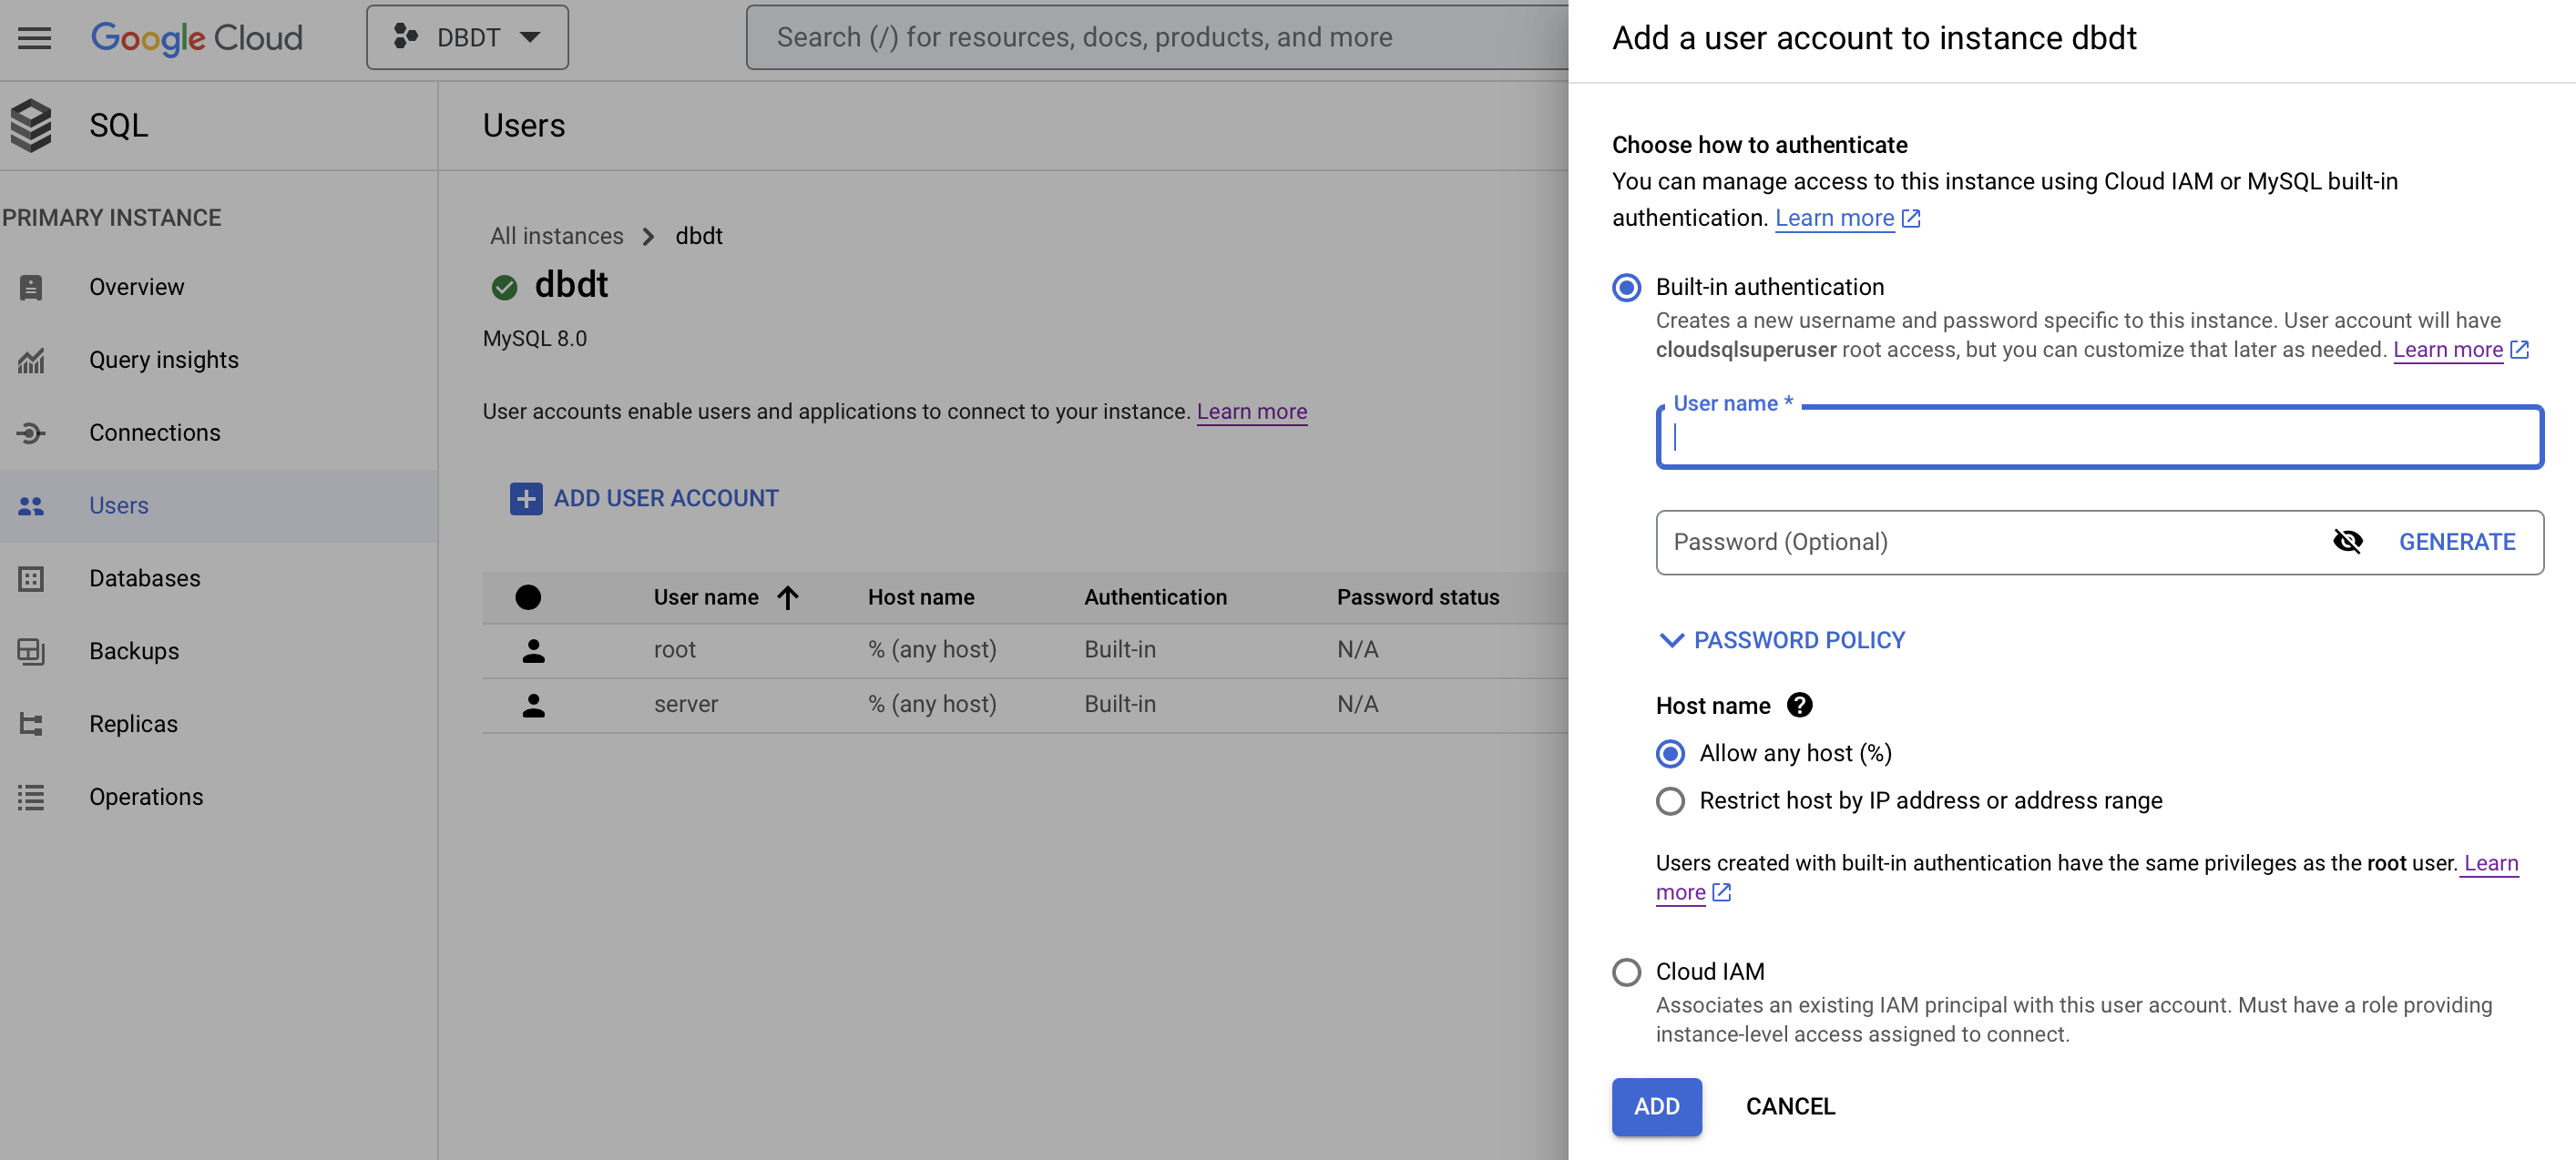 Google Cloud
DBDT
Search (/) for resources, docs, products, and more
SQL
PRIMARY INSTANCE
Overview
Query insights
Connections
Users
Databases
Backups
Replicas
Operations
Users
All instances
dbdt
dbdt
MySQL 8.0
User accounts enable users and applications to connect to your instance. Learn more
ADD USER ACCOUNT
User name Host name Authentication Password status
root % (any host) Built-in N/A
server % (any host) Built-in N/A
Add a user account to instance dbdt
Choose how to authenticate
You can manage access to this instance using Cloud IAM or MySQL built-in
authentication. Learn more
Built-in authentication
Creates a new username and password specific to this instance. User account will have
cloudsqlsuperuser root access, but you can customize that later as needed. Learn more
User name *
Password (Optional)
GENERATE
PASSWORD POLICY
Host name
Allow any host (%)
Restrict host by IP address or address range
Users created with built-in authentication have the same privileges as the root user. Learn
more
Cloud IAM
Associates an existing IAM principal with this user account. Must have a role providing
instance-level access assigned to connect.
ADD
CANCEL